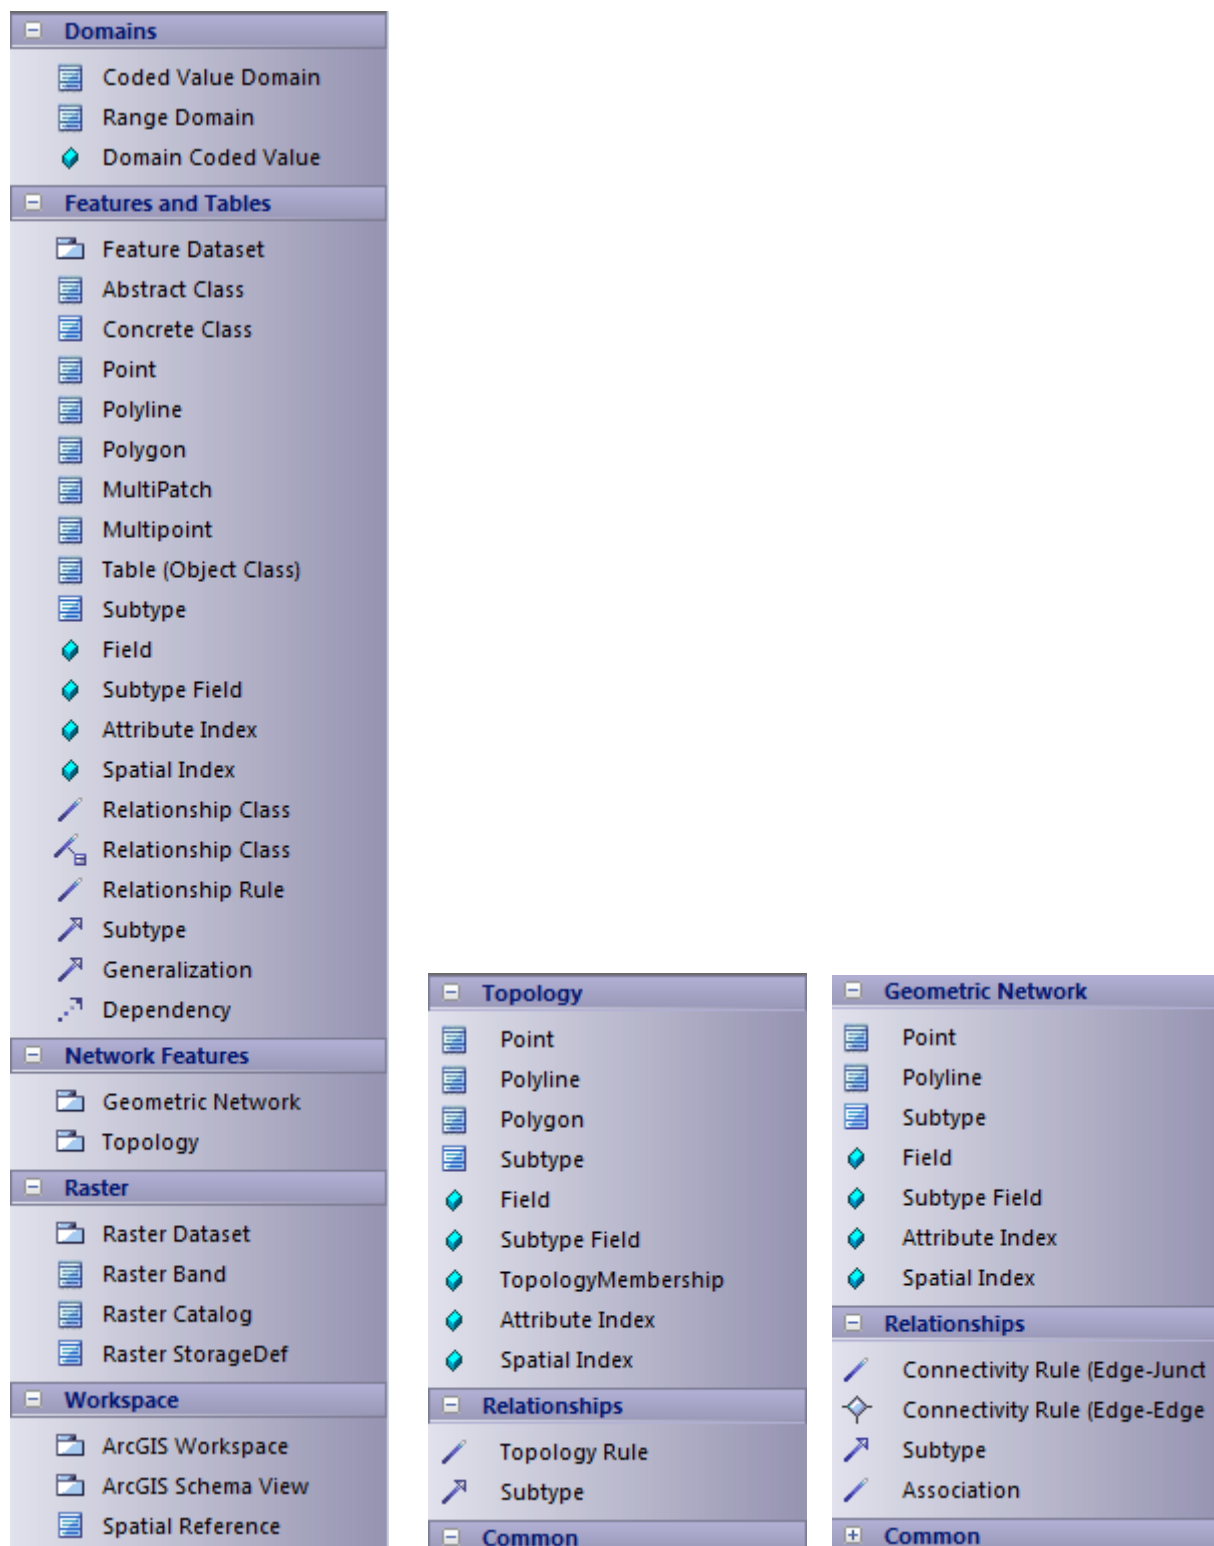 Domains
Coded Value Domain
Range Domain
Domain Coded Value
Features and Tables
Feature Dataset
Abstract Class
Concrete Class
Point
Polyline
Polygon
MultiPatch
Multipoint
Table (Object Class)
Subtype
Field
Subtype Field
Attribute Index
Spatial Index
Relationship Class
Relationship Class
Relationship Rule
Subtype
Generalization
Dependency
Network Features
Geometric Network
Topology
Raster
Raster Dataset
Raster Band
Raster Catalog
Raster StorageDef
Workspace
ArcGIS Workspace
ArcGIS Schema View
Spatial Reference
Topology
Point
Polyline
Polygon
Subtype
Field
Subtype Field
TopologyMembership
Attribute Index
Spatial Index
Relationships
Topology Rule
Subtype
Common
Geometric Network
Point
Polyline
Subtype
Field
Subtype Field
Attribute Index
Spatial Index
Relationships
Connectivity Rule (Edge-Junct
Connectivity Rule (Edge-Edge
Subtype
Association
Common